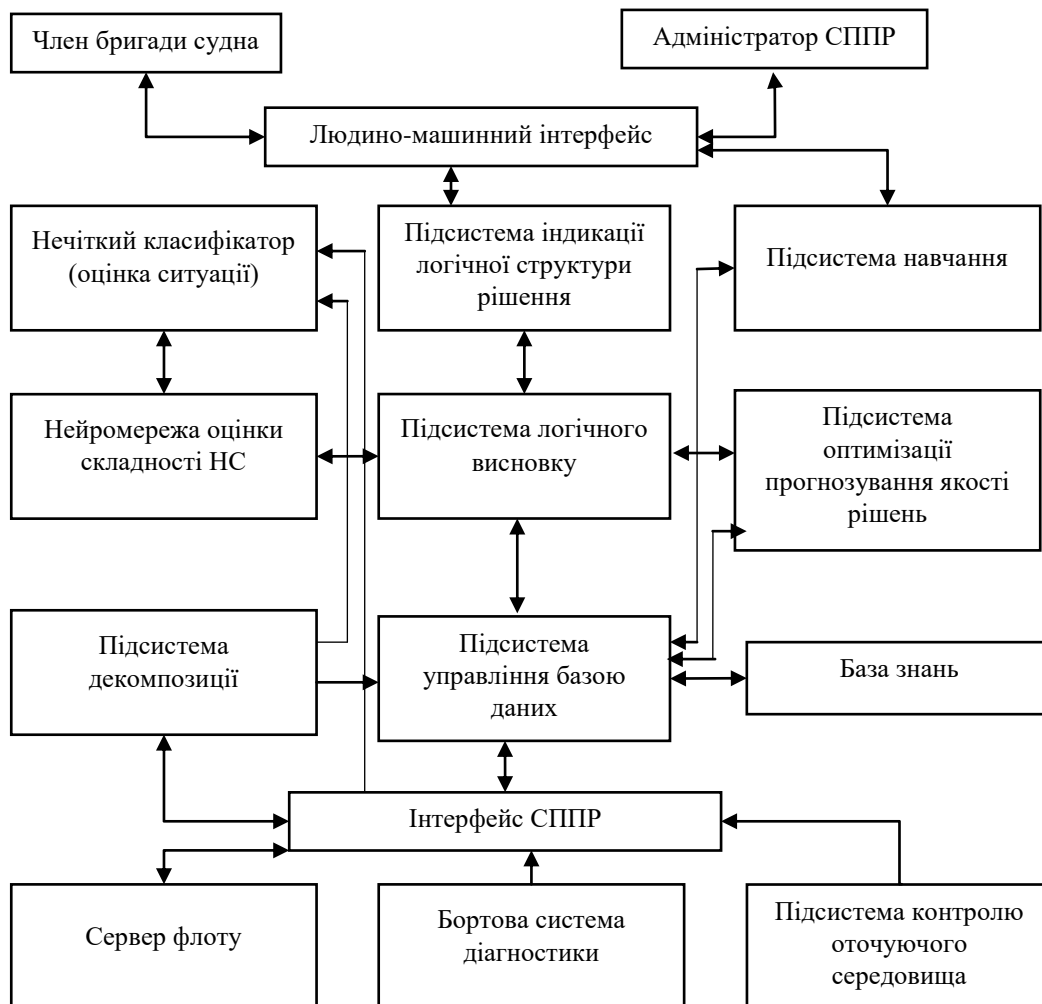 Член бригади судна
Адміністратор СППР
Людино-машинний інтерфейс
Нечіткий класифікатор
(оцінка ситуації)
Підсистема індикації
логічної структури
рішення
Підсистема навчання
Нейромережа оцінки
складності НС
Підсистема логічного
висновку
Підсистема
оптимізації
прогнозування якості
рішень
Підсистема
декомпозиції
Підсистема
управління базою
даних
База знань
Інтерфейс СППР
Сервер флоту
Бортова система
діагностики
Підсистема контролю
оточуючого
середовища